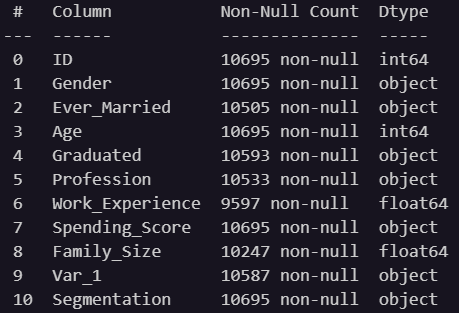 #   Column           Non-Null Count  Dtype
---  ------           --------------  -----
0   ID               10695 non-null  int64
1   Gender           10695 non-null  object
2   Ever_Married     10505 non-null  object
3   Age              10695 non-null  int64
4   Graduated        10593 non-null  object
5   Profession       10533 non-null  object
6   Work_Experience  9597 non-null   float64
7   Spending_Score   10695 non-null  object
8   Family_Size      10247 non-null  float64
9   Var_1            10587 non-null  object
10  Segmentation     10695 non-null  object